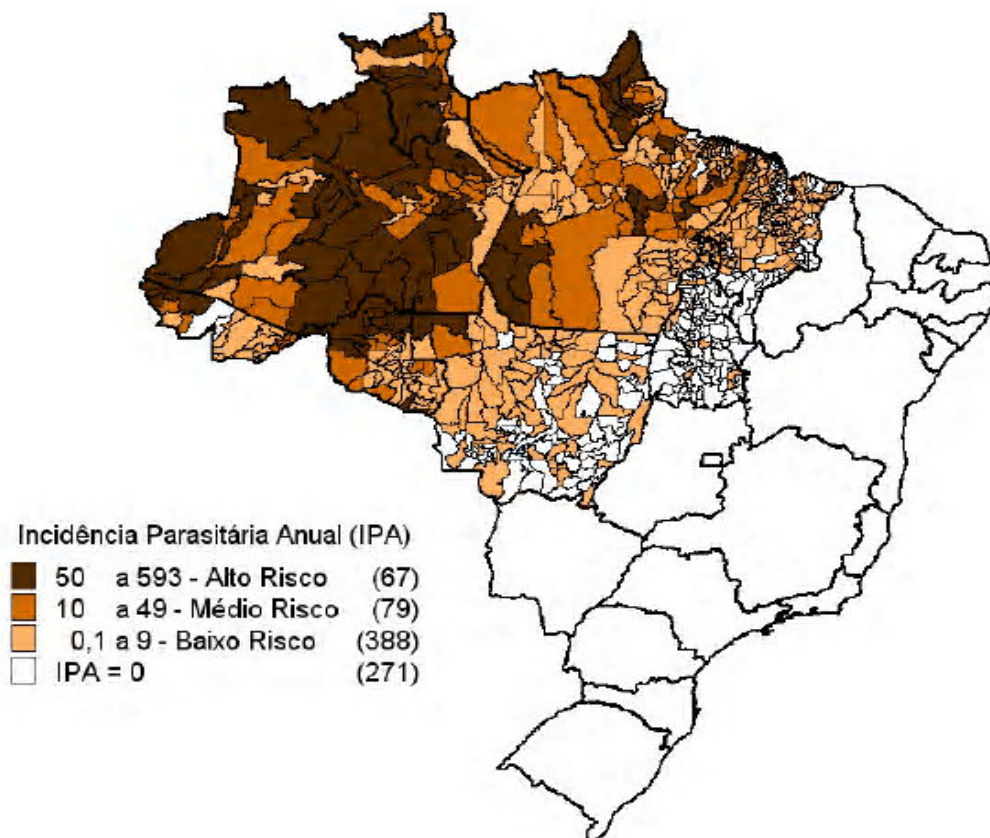 Incidência Parasitária Anual (IPA)
50 a 593 - Alto Risco (67)
10 a 49 - Médio Risco (79)
0,1 a 9 - Baixo Risco (388)
IPA = 0 (271)